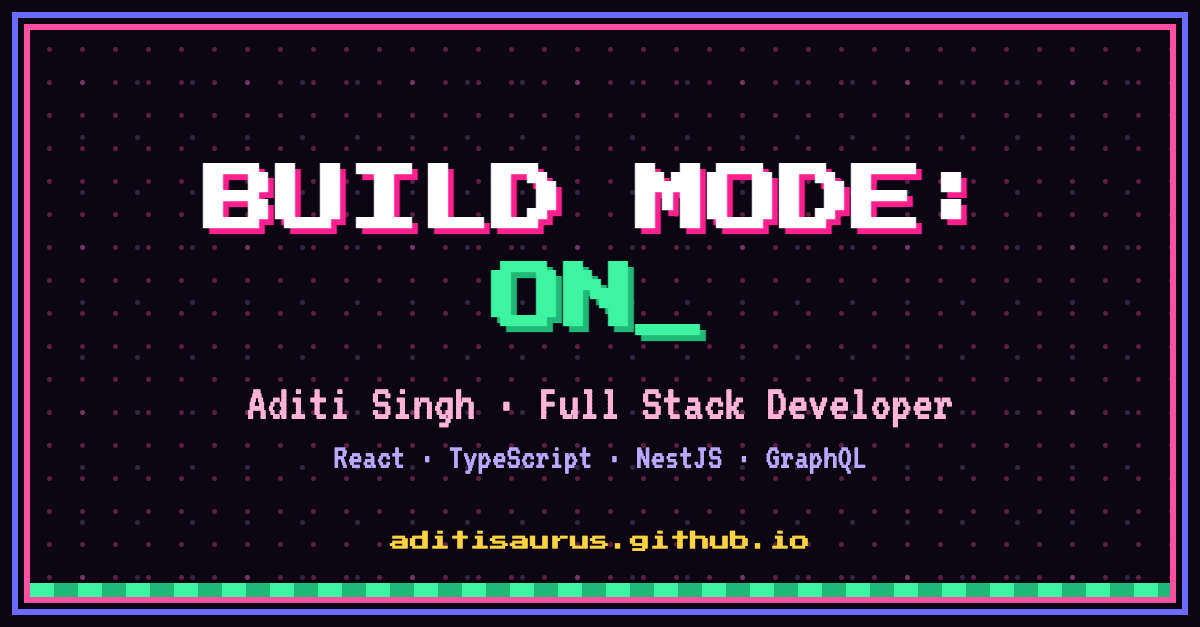 BUILD MODE:
ON_
Aditi Singh · Full Stack Developer
React · TypeScript · NestJS · GraphQL
aditisaurus.github.io